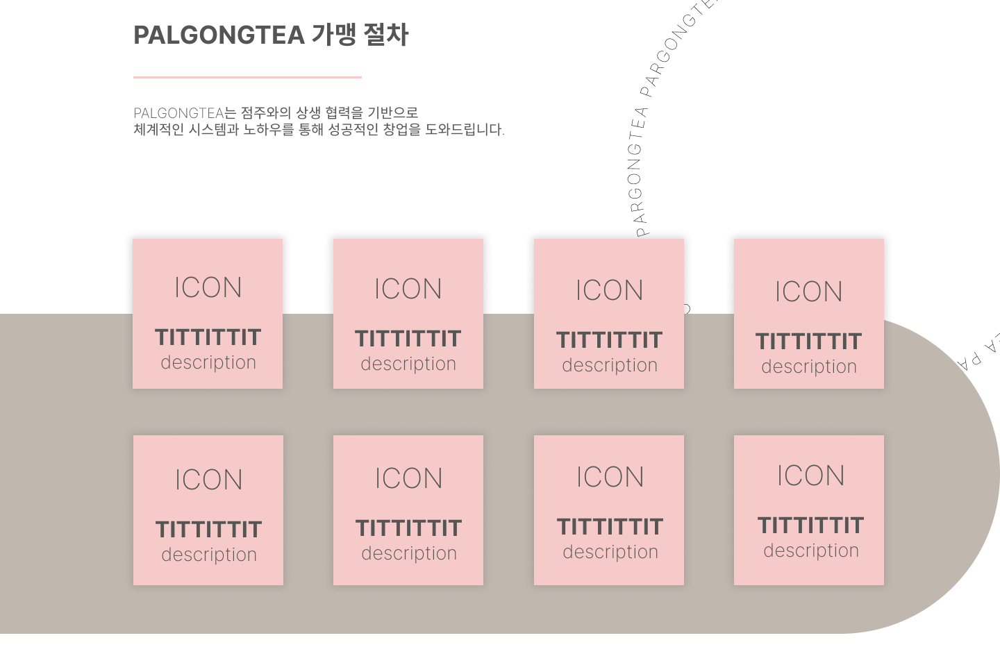 PALGONGTEA 가맹 절차
PALGONGTEA는 점주와의 상생 협력을 기반으로
체계적인 시스템과 노하우를 통해 성공적인 창업을 도와드립니다.
PARGONGTEA PARGONGTEA
EA PA
ICON
TITTITTIT
description
ICON
TITTITTIT
description
ICON
TITTITTIT
description
ICON
TITTITTIT
description
ICON
TITTITTIT
description
ICON
TITTITTIT
description
ICON
TITTITTIT
description
ICON
TITTITTIT
description